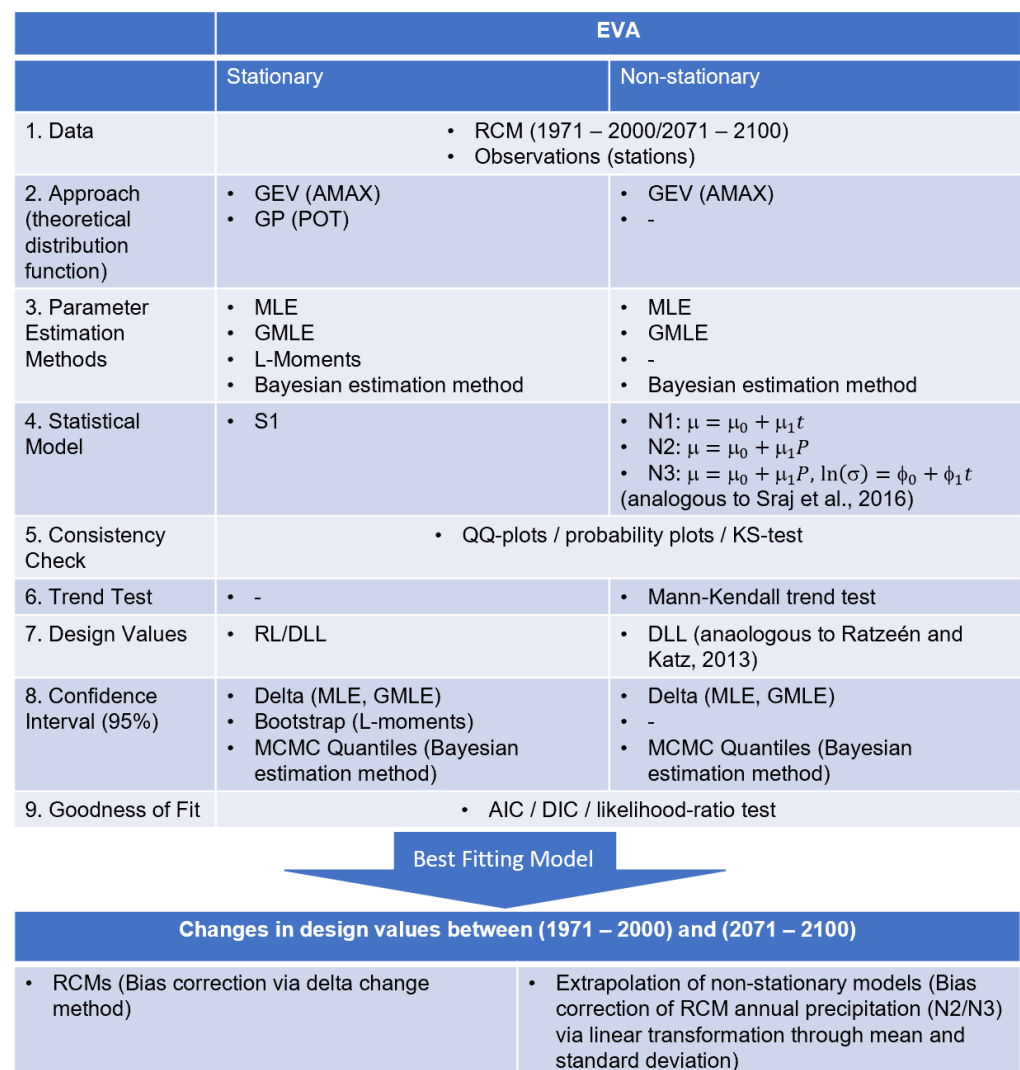 EVA
Stationary
Non-stationary
1. Data
• RCM (1971 – 2000/2071 – 2100)
• Observations (stations)
2. Approach
(theoretical
distribution
function)
• GEV (AMAX)
• GP (POT)
• GEV (AMAX)
• -
3. Parameter
Estimation
Methods
• MLE
• GMLE
• L-Moments
• Bayesian estimation method
• MLE
• GMLE
• -
• Bayesian estimation method
4. Statistical
Model
• S1
• N1: μ = μ₀ + μ₁t
• N2: μ = μ₀ + μ₁P
• N3: μ = μ₀ + μ₁P, ln(σ) = ϕ₀ + ϕ₁t
(analogous to Sraj et al., 2016)
5. Consistency
Check
• QQ-plots / probability plots / KS-test
6. Trend Test
• -
• Mann-Kendall trend test
7. Design Values
• RL/DLL
• DLL (anaologous to Ratzeén and
Katz, 2013)
8. Confidence
Interval (95%)
• Delta (MLE, GMLE)
• Bootstrap (L-moments)
• MCMC Quantiles (Bayesian
estimation method)
• Delta (MLE, GMLE)
• -
• MCMC Quantiles (Bayesian
estimation method)
9. Goodness of Fit
• AIC / DIC / likelihood-ratio test
Best Fitting Model
Changes in design values between (1971 – 2000) and (2071 – 2100)
• RCMs (Bias correction via delta change
method)
• Extrapolation of non-stationary models (Bias
correction of RCM annual precipitation (N2/N3)
via linear transformation through mean and
standard deviation)